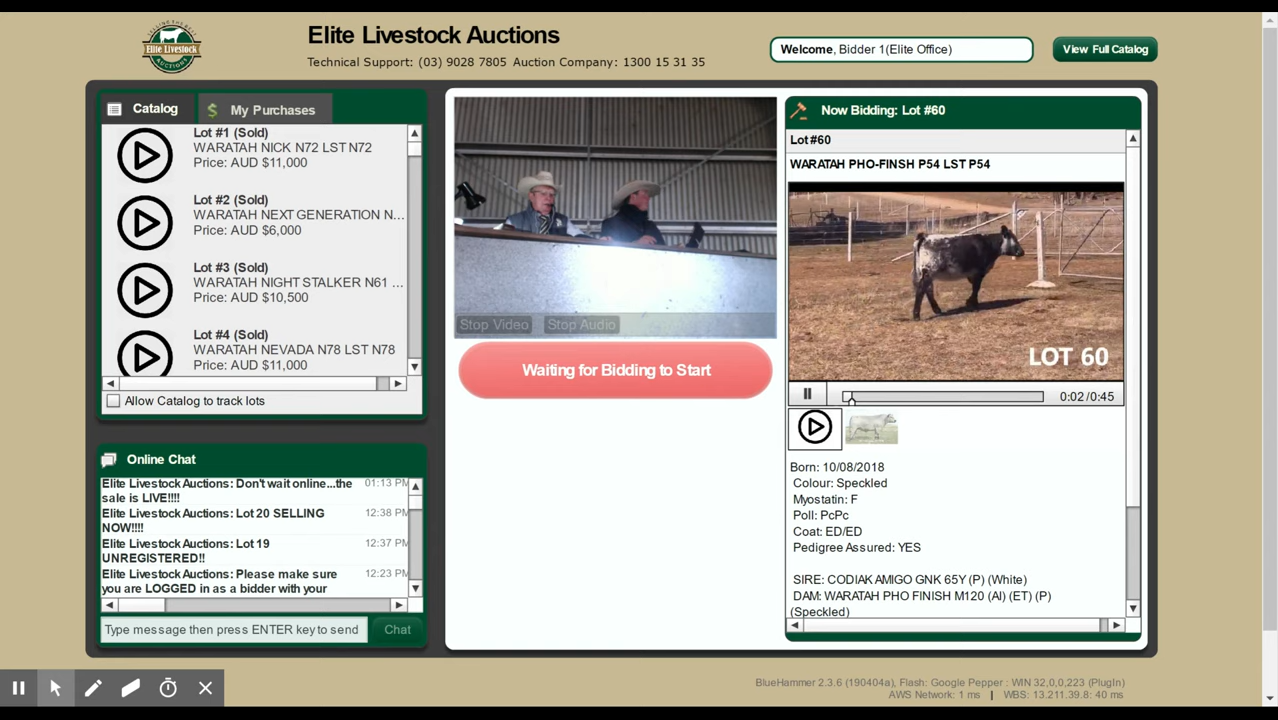 Elite Livestock
AUCTIONS
Elite Livestock Auctions
Technical Support: (03) 9028 7805 Auction Company: 1300 15 31 35
Welcome, Bidder 1(Elite Office)
View Full Catalog
Catalog
My Purchases
Lot #1 (Sold)
WARATAH NICK N72 LST N72
Price: AUD $11,000
Lot #2 (Sold)
WARATAH NEXT GENERATION N...
Price: AUD $6,000
Lot #3 (Sold)
WARATAH NIGHT STALKER N61 ...
Price: AUD $10,500
Lot #4 (Sold)
WARATAH NEVADA N78 LST N78
Price: AUD $11,000
Allow Catalog to track lots
Online Chat
Elite Livestock Auctions: Don't wait online...the 01:13 PM
sale is LIVE!!!!
Elite Livestock Auctions: Lot 20 SELLING 12:38 PM
NOW!!!!
Elite Livestock Auctions: Lot 19 12:37 PM
UNREGISTERED!!
Elite Livestock Auctions: Please make sure 12:23 PM
you are LOGGED in as a bidder with your
Type message then press ENTER key to send
Chat
Stop Video Stop Audio
Waiting for Bidding to Start
Now Bidding: Lot #60
Lot #60
WARATAH PHO-FINSH P54 LST P54
LOT 60
0:02 /0:45
Born: 10/08/2018
Colour: Speckled
Myostatin: F
Poll: PcPc
Coat: ED/ED
Pedigree Assured: YES
SIRE: CODIAK AMIGO GNK 65Y (P) (White)
DAM: WARATAH PHO FINISH M120 (AI) (ET) (P)
(Speckled)
BlueHammer 2.3.6 (190404a), Flash: Google Pepper : WIN 32,0,0,223 (PlugIn)
AWS Network: 1 ms | WBS: 13.211.39.8: 40 ms